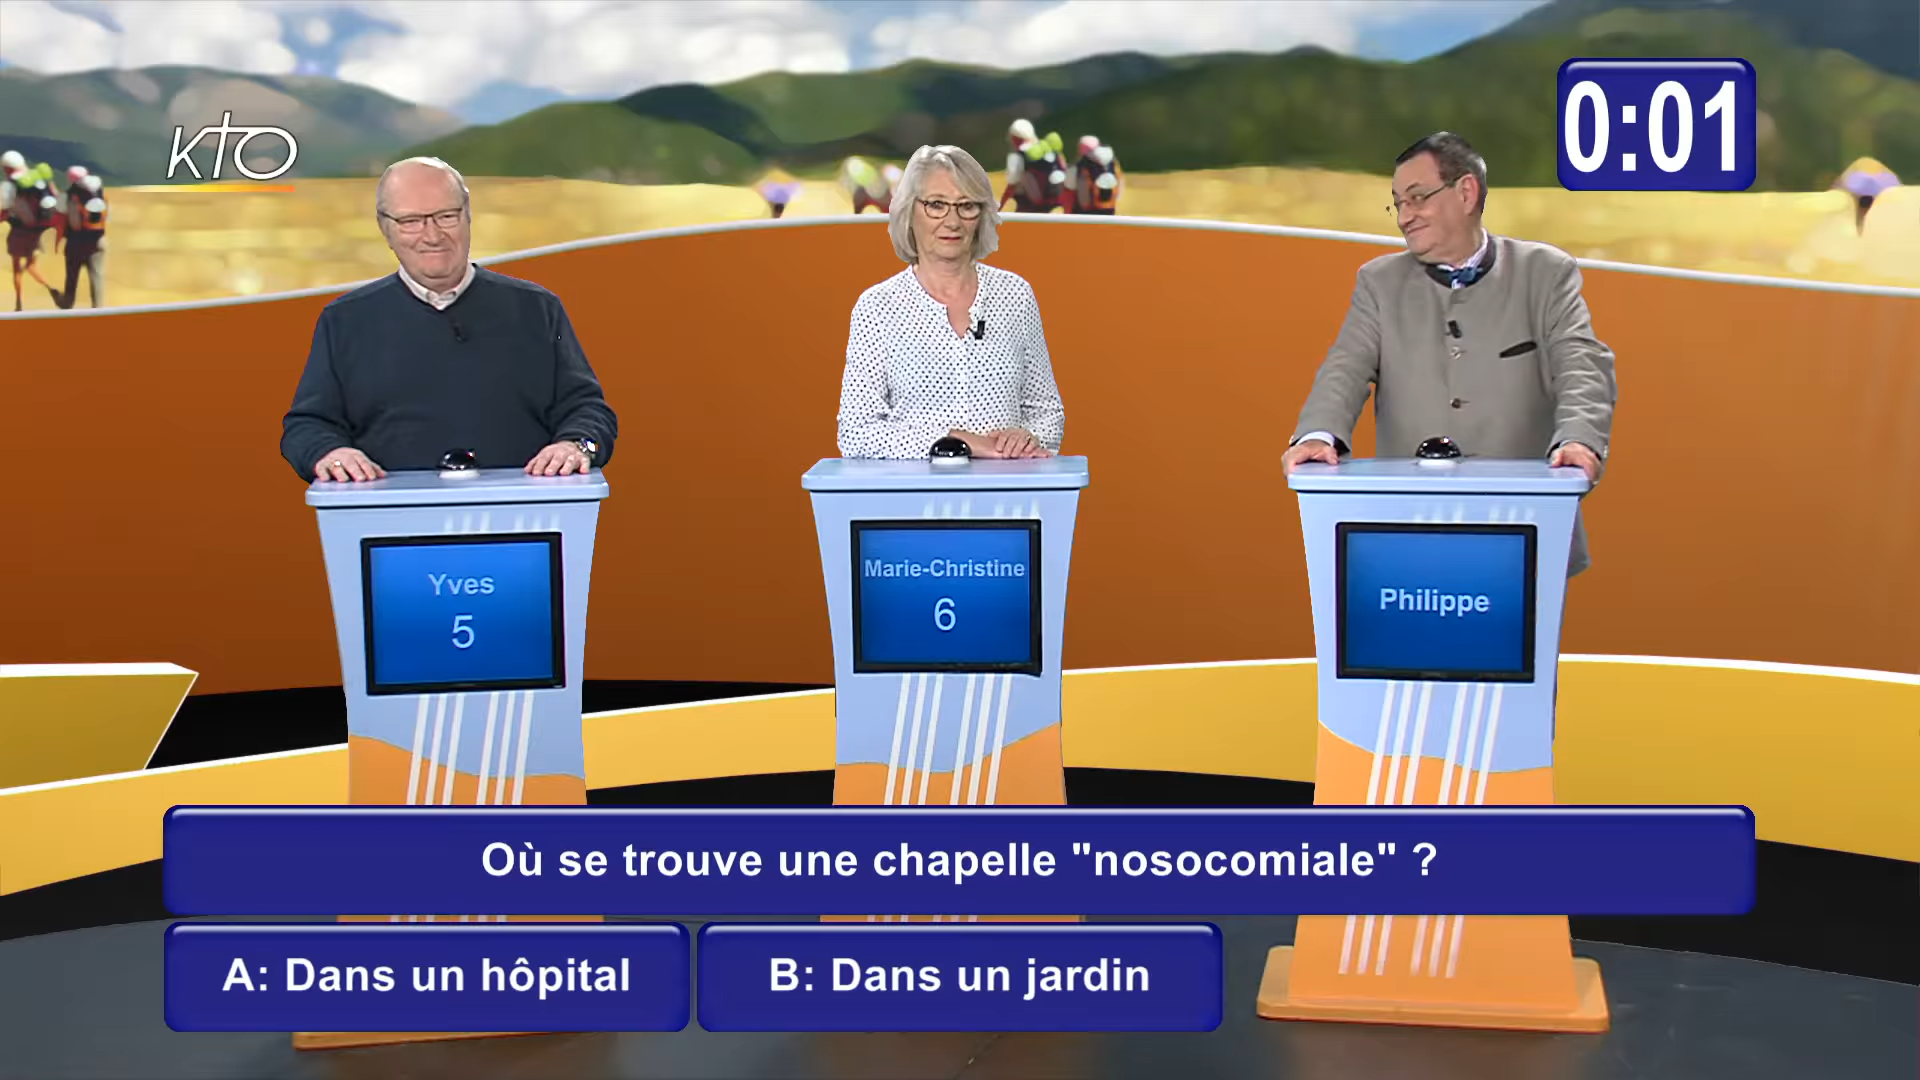 KTO
0:01
Yves
5
Marie-Christine
6
Philippe
Où se trouve une chapelle "nosocomiale" ?
A: Dans un hôpital
B: Dans un jardin